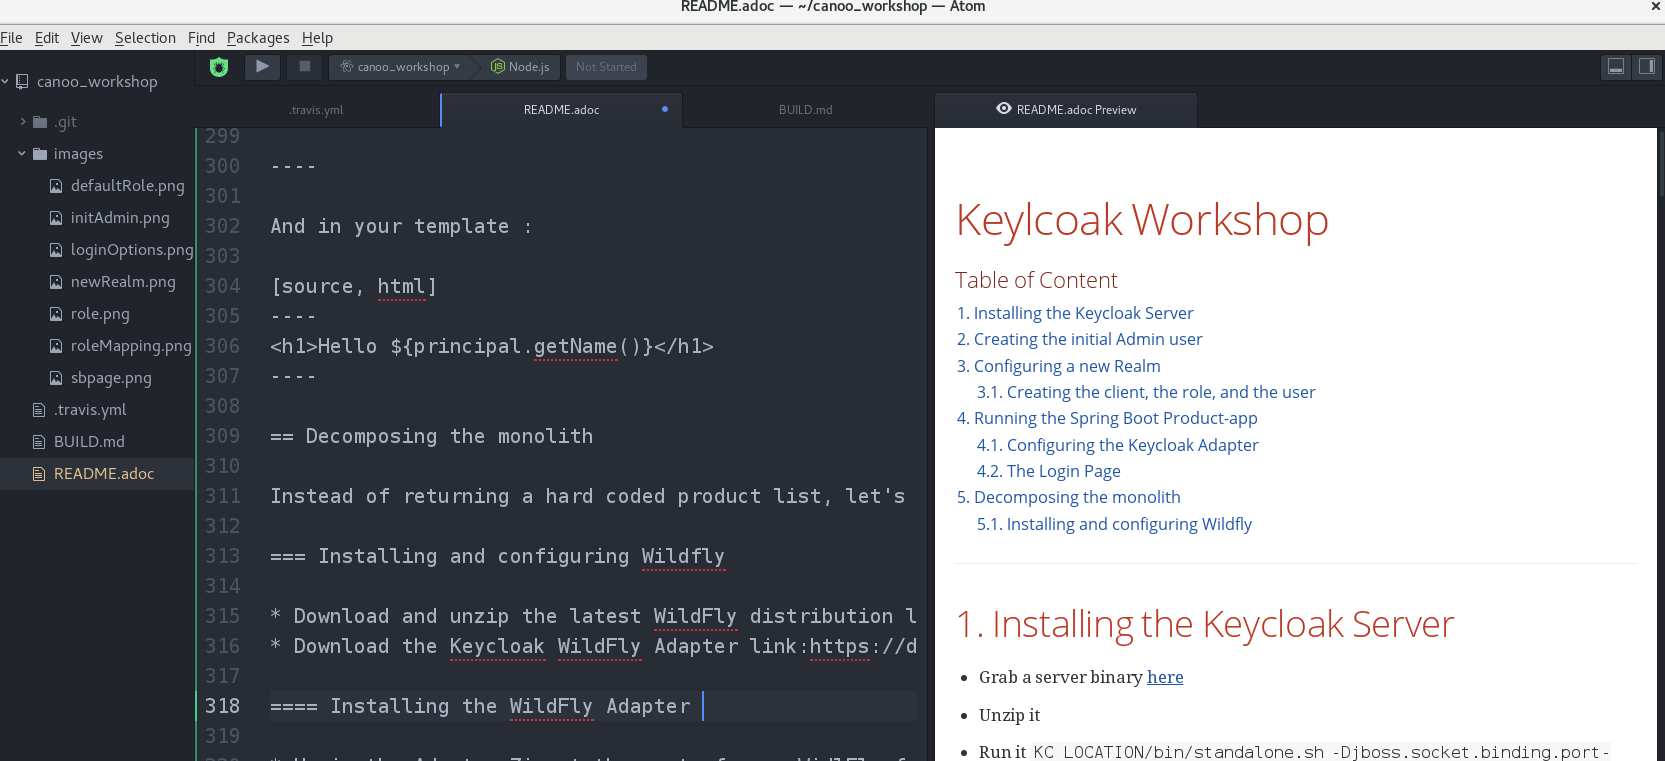 README.adoc — ~/canoo_workshop — Atom
File Edit View Selection Find Packages Help
canoo_workshop
.git
images
defaultRole.png
initAdmin.png
loginOptions.png
newRealm.png
role.png
roleMapping.png
sbpage.png
.travis.yml
BUILD.md
README.adoc
canoo_workshop Node.js Not Started
.travis.yml README.adoc BUILD.md
299
300 ----
301
302 And in your template :
303
304 [source, html]
305 ----
306 <h1>Hello ${principal.getName()}</h1>
307 ----
308
309 == Decomposing the monolith
310
311 Instead of returning a hard coded product list, let's
312
313 === Installing and configuring Wildfly
314
315 * Download and unzip the latest WildFly distribution l
316 * Download the Keycloak WildFly Adapter link:https://d
317
318 ==== Installing the WildFly Adapter
319
README.adoc Preview
Keylcoak Workshop
Table of Content
1. Installing the Keycloak Server
2. Creating the initial Admin user
3. Configuring a new Realm
3.1. Creating the client, the role, and the user
4. Running the Spring Boot Product-app
4.1. Configuring the Keycloak Adapter
4.2. The Login Page
5. Decomposing the monolith
5.1. Installing and configuring Wildfly
1. Installing the Keycloak Server
Grab a server binary here
Unzip it
Run it KC_LOCATION/bin/standalone.sh -Djboss.socket.binding.port-